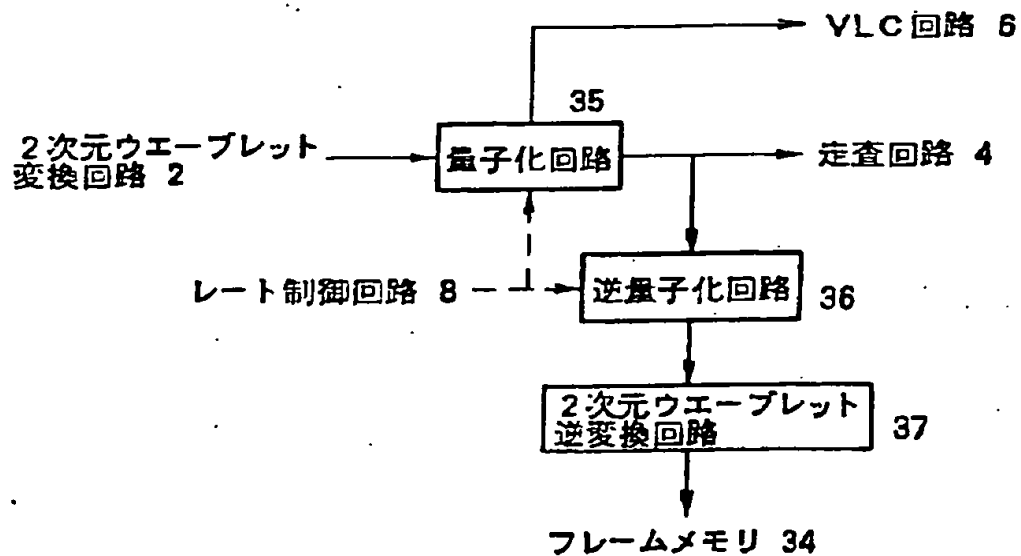 VLC回路 6
35
2次元ウエーブレット
変換回路 2
量子化回路
走査回路 4
レート制御回路 8
逆量子化回路
36
2次元ウエーブレット
逆変換回路
37
フレームメモリ 34